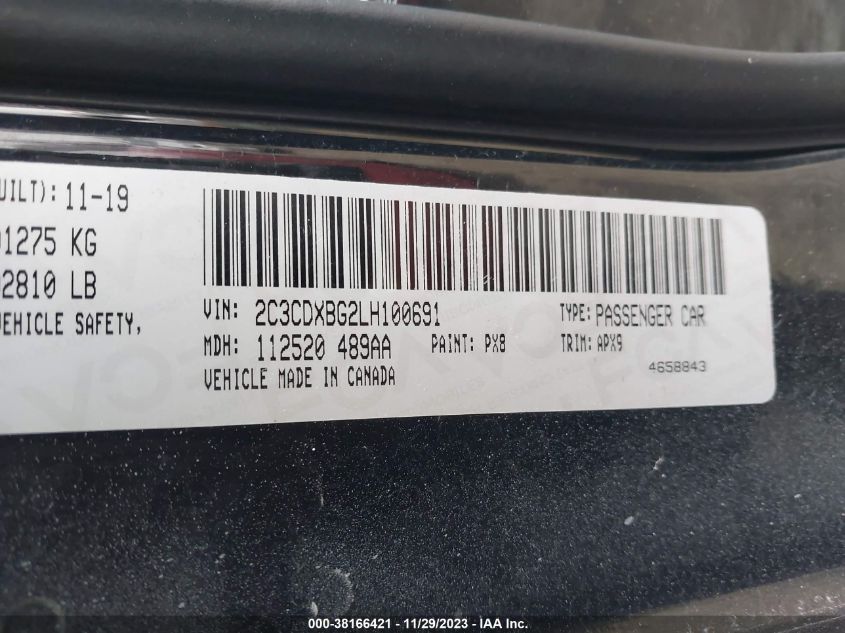 UILT): 11-19
1275 KG
2810 LB
VEHICLE SAFETY,
VIN: 2C3CDXBG2LH100691 TYPE: PASSENGER CAR
MDH: 112520 489AA PAINT: PX8 TRIM: APX9
VEHICLE MADE IN CANADA 4658843
000-38166421 - 11/29/2023 - IAA Inc.